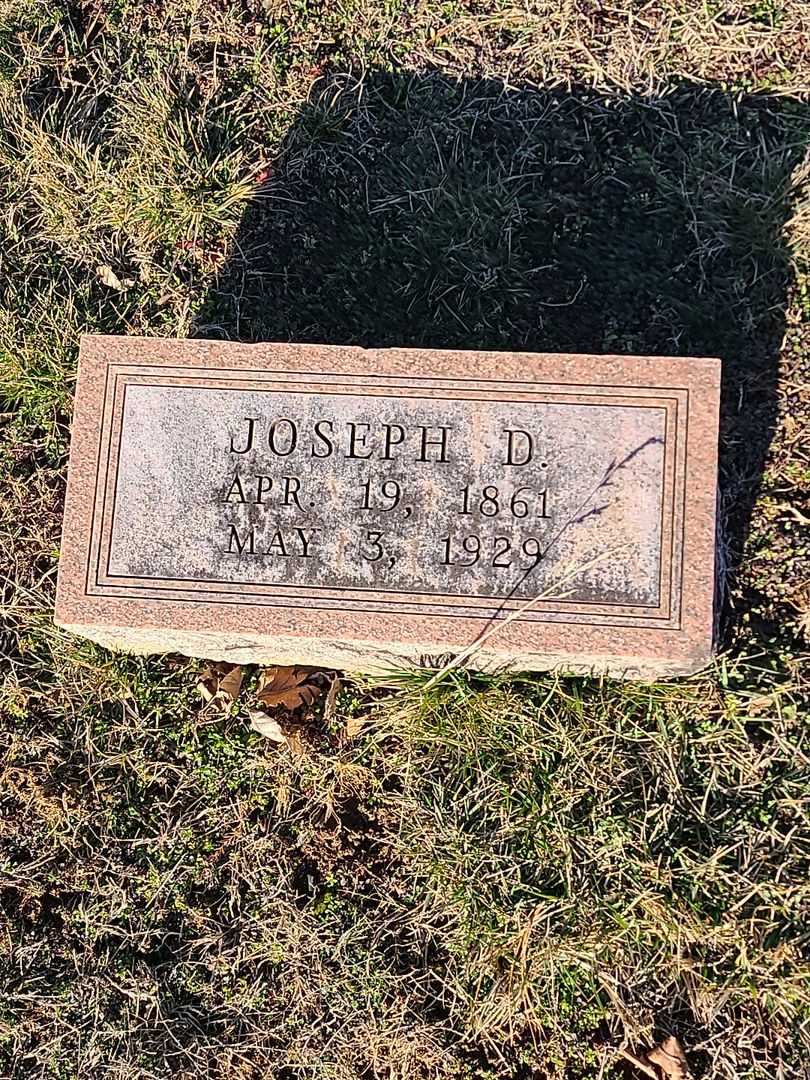 JOSEPH D.
APR. 19, 1861
MAY 3, 1929